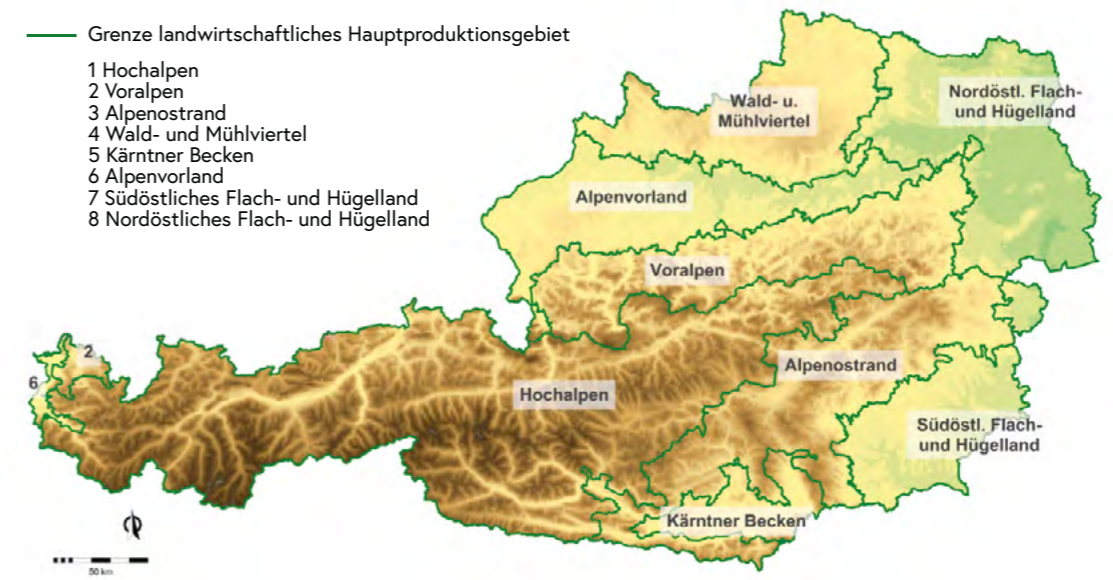 Grenze landwirtschaftliches Hauptproduktionsgebiet
1 Hochalpen
2 Voralpen
3 Alpenostrand
4 Wald- und Mühlviertel
5 Kärntner Becken
6 Alpenvorland
7 Südöstliches Flach- und Hügelland
8 Nordöstliches Flach- und Hügelland
Wald- u.
Mühlviertel
Nordöstl. Flach-
und Hügelland
Alpenvorland
Voralpen
2
6
Alpenostrand
Hochalpen
Südöstl. Flach-
und Hügelland
Kärntner Becken
50 km